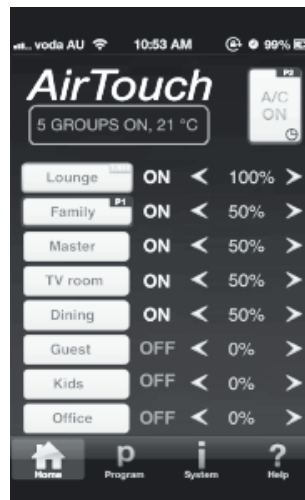 voda AU 10:53 AM 99%
AirTouch
5 GROUPS ON, 21 °C
P2
A/C
ON
Lounge ON < 100% >
P1
Family ON < 50% >
Master ON < 50% >
TV room ON < 50% >
Dining ON < 50% >
Guest OFF < 0% >
Kids OFF < 0% >
Office OFF < 0% >
p i ?
Home Program System Help